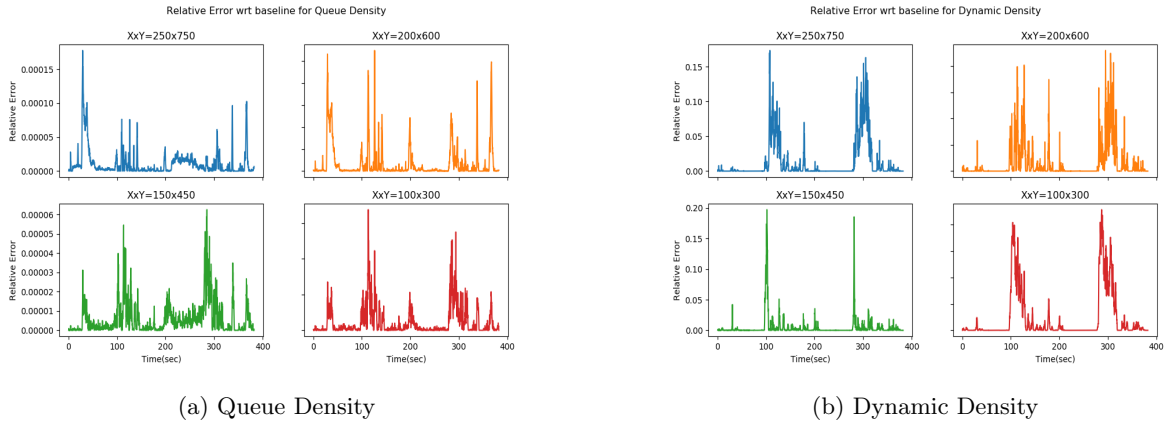 Relative Error wrt baseline for Queue Density
XxY=250x750
XxY=200x600
0.00015
0.00010
0.00005
0.00000
Relative Error
XxY=150x450
XxY=100x300
0.00006
0.00005
0.00004
0.00003
0.00002
0.00001
0.00000
Relative Error
0 100 200 300 400
0 100 200 300 400
Time(sec)
Time(sec)
(a) Queue Density
Relative Error wrt baseline for Dynamic Density
XxY=250x750
XxY=200x600
0.15
0.10
0.05
0.00
Relative Error
XxY=150x450
XxY=100x300
0.20
0.15
0.10
0.05
0.00
Relative Error
0 100 200 300 400
0 100 200 300 400
Time(sec)
Time(sec)
(b) Dynamic Density